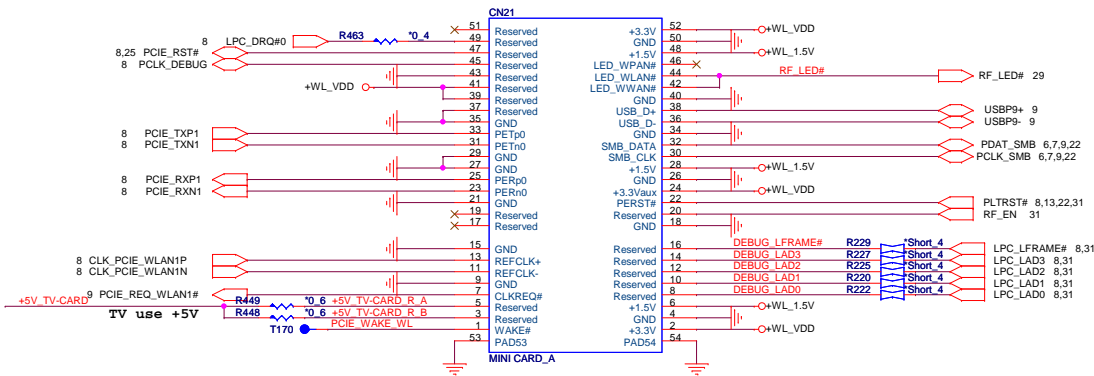 CN21
51 Reserved +3.3V 52 +WL_VDD
8 LPC_DRQ#0 R463 *0_4 49 Reserved GND 50
8,25 PCIE_RST# 47 Reserved +1.5V 48 +WL_1.5V
8 PCLK_DEBUG 45 Reserved LED_WPAN# 46
43 Reserved LED_WLAN# 44 RF_LED# RF_LED# 29
+WL_VDD 41 Reserved LED_WWAN# 42
39 Reserved GND 40
37 Reserved USB_D+ 38 USBP9+ 9
35 GND USB_D- 36 USBP9- 9
8 PCIE_TXP1 33 PETp0 GND 34
8 PCIE_TXN1 31 PETn0 SMB_DATA 32 PDAT_SMB 6,7,9,22
29 GND SMB_CLK 30 PCLK_SMB 6,7,9,22
27 GND +1.5V 28 +WL_1.5V
8 PCIE_RXP1 25 PERp0 GND 26
8 PCIE_RXN1 23 PERn0 +3.3Vaux 24 +WL_VDD
21 GND PERST# 22 PLTRST# 8,13,22,31
19 Reserved Reserved 20 RF_EN 31
17 Reserved GND 18
15 GND Reserved 16 DEBUG_LFRAME# R229 *Short_4 LPC_LFRAME# 8,31
8 CLK_PCIE_WLAN1P 13 REFCLK+ Reserved 14 DEBUG_LAD3 R227 *Short_4 LPC_LAD3 8,31
8 CLK_PCIE_WLAN1N 11 REFCLK- Reserved 12 DEBUG_LAD2 R225 *Short_4 LPC_LAD2 8,31
9 GND Reserved 10 DEBUG_LAD1 R220 *Short_4 LPC_LAD1 8,31
9 PCIE_REQ_WLAN1# 7 CLKREQ# Reserved 8 DEBUG_LAD0 R222 *Short_4 LPC_LAD0 8,31
+5V_TV-CARD R449 *0_6 +5V_TV-CARD_R_A 5 Reserved +1.5V 6 +WL_1.5V
TV use +5V R448 *0_6 +5V_TV-CARD_R_B 3 Reserved GND 4
T170 PCIE_WAKE_WL 1 WAKE# +3.3V 2 +WL_VDD
53 PAD53 PAD54 54
MINI CARD_A